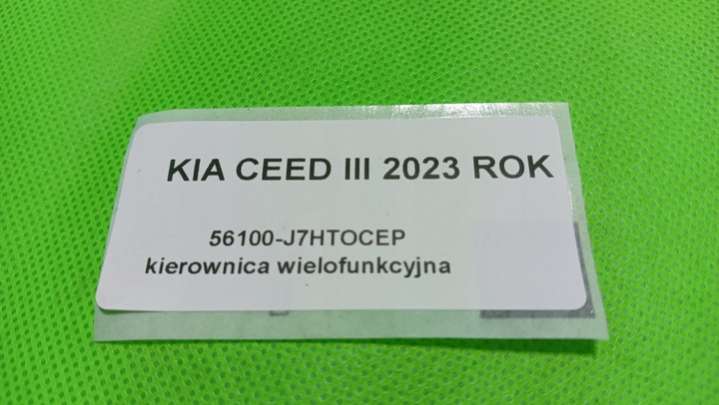 KIA CEED III 2023 ROK
56100-J7HTOCEP
kierownica wielofunkcyjna